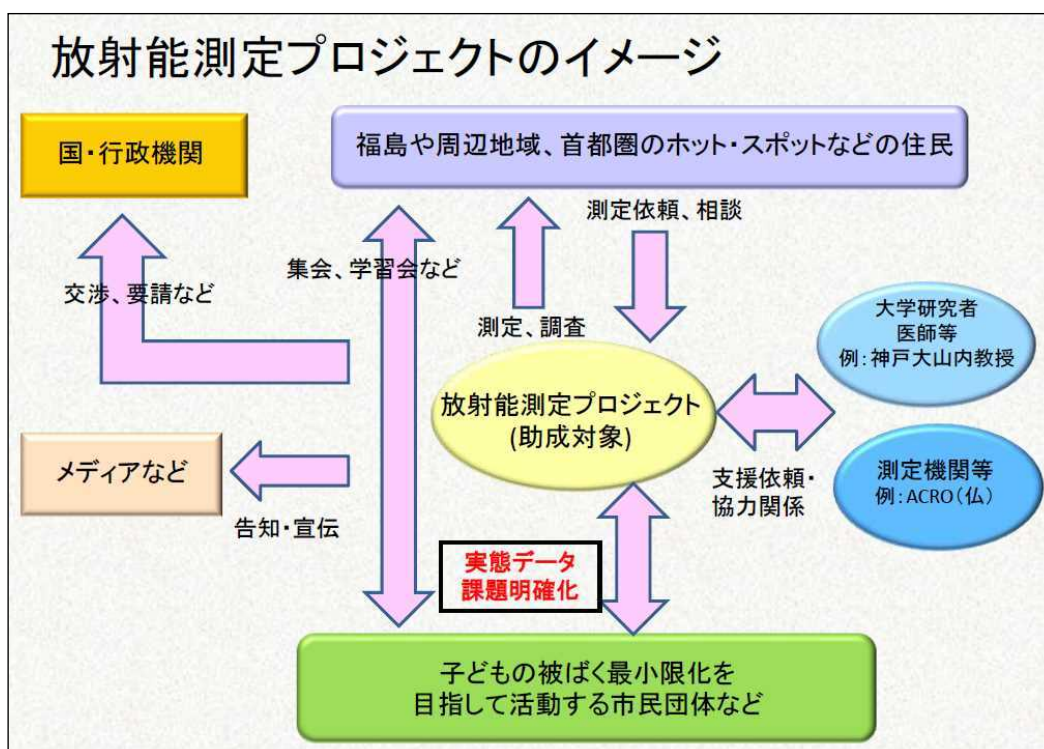 放射能測定プロジェクトのイメージ
国・行政機関
福島や周辺地域、首都圏のホット・スポットなどの住民
測定依頼、相談
集会、学習会など
交渉、要請など
測定、調査
大学研究者
医師等
例：神戸大山内教授
放射能測定プロジェクト
(助成対象)
メディアなど
支援依頼・
協力関係
測定機関等
例：ACRO（仏）
告知・宣伝
実態データ
課題明確化
子どもの被ばく最小限化を
目指して活動する市民団体など